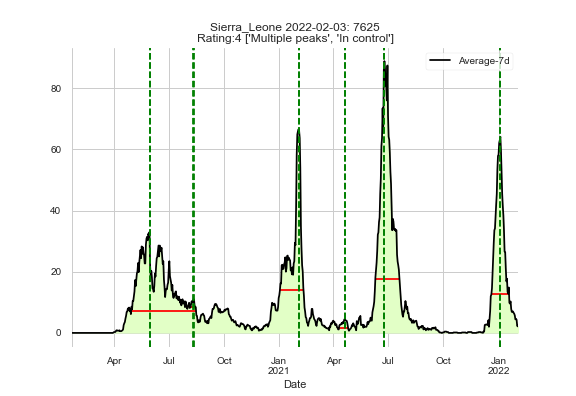 Sierra_Leone 2022-02-03: 7625
Rating:4 ['Multiple peaks', 'In control']
Average-7d
80
60
40
20
0
Apr Jul Oct Jan Apr Jul Oct Jan
2021 2022
Date